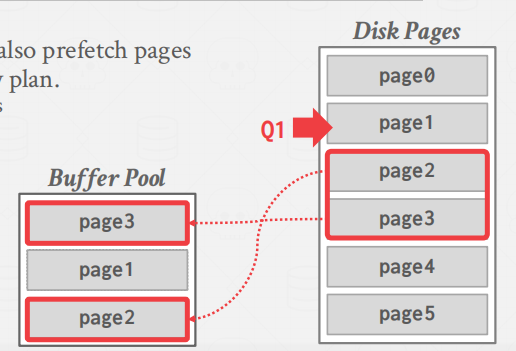 also prefetch pages
plan.
Disk Pages
page0
Q1
page1
page2
page3
page4
page5
Buffer Pool
page3
page1
page2